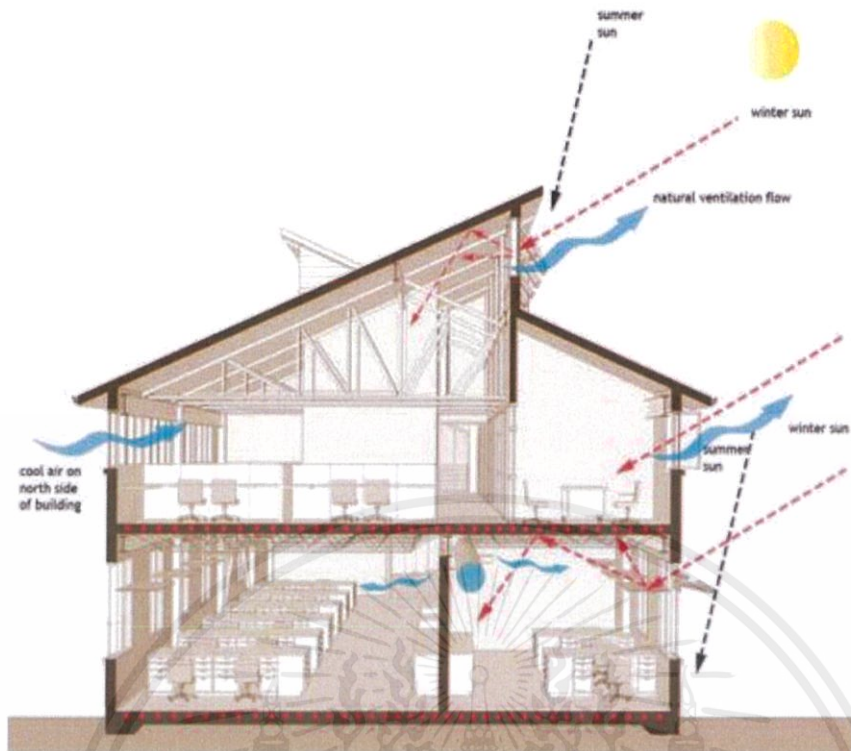 summer
sun
winter sun
natural ventilation flow
cool air on
north side
of building
winter sun
summer
sun